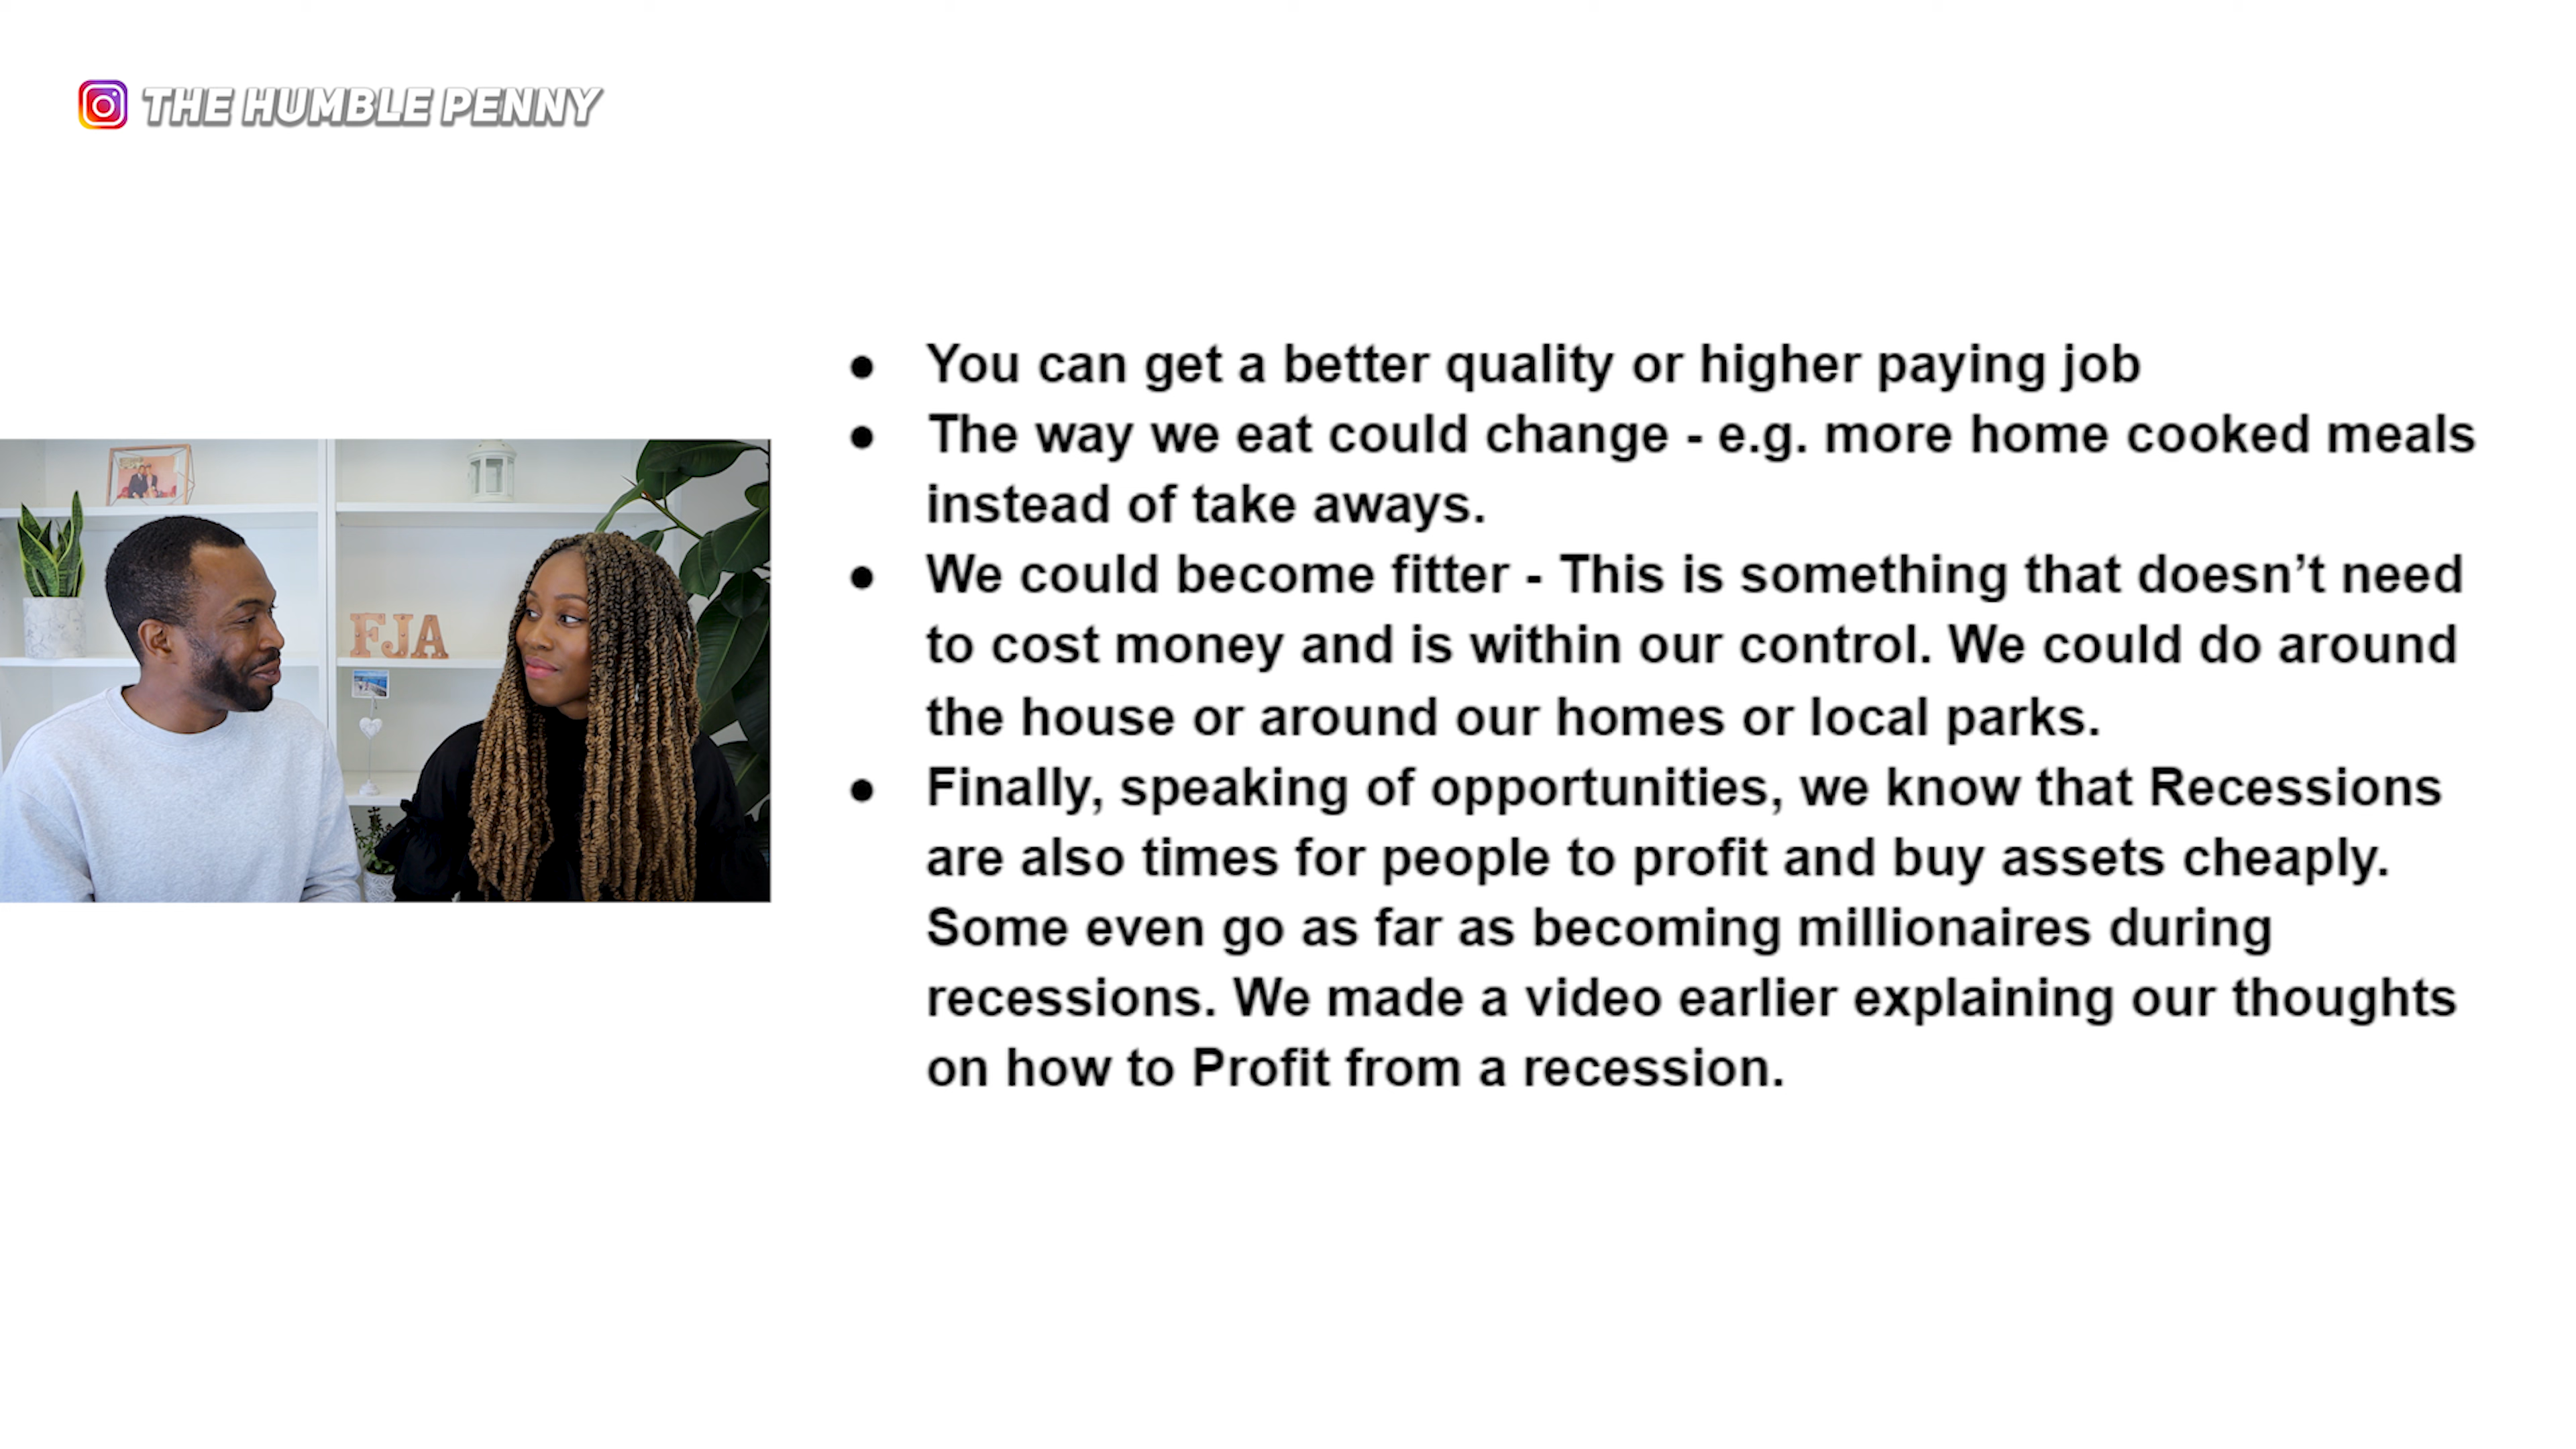 THE HUMBLE PENNY
● You can get a better quality or higher paying job
● The way we eat could change - e.g. more home cooked meals
instead of take aways.
● We could become fitter - This is something that doesn’t need
to cost money and is within our control. We could do around
the house or around our homes or local parks.
● Finally, speaking of opportunities, we know that Recessions
are also times for people to profit and buy assets cheaply.
Some even go as far as becoming millionaires during
recessions. We made a video earlier explaining our thoughts
on how to Profit from a recession.
FJA